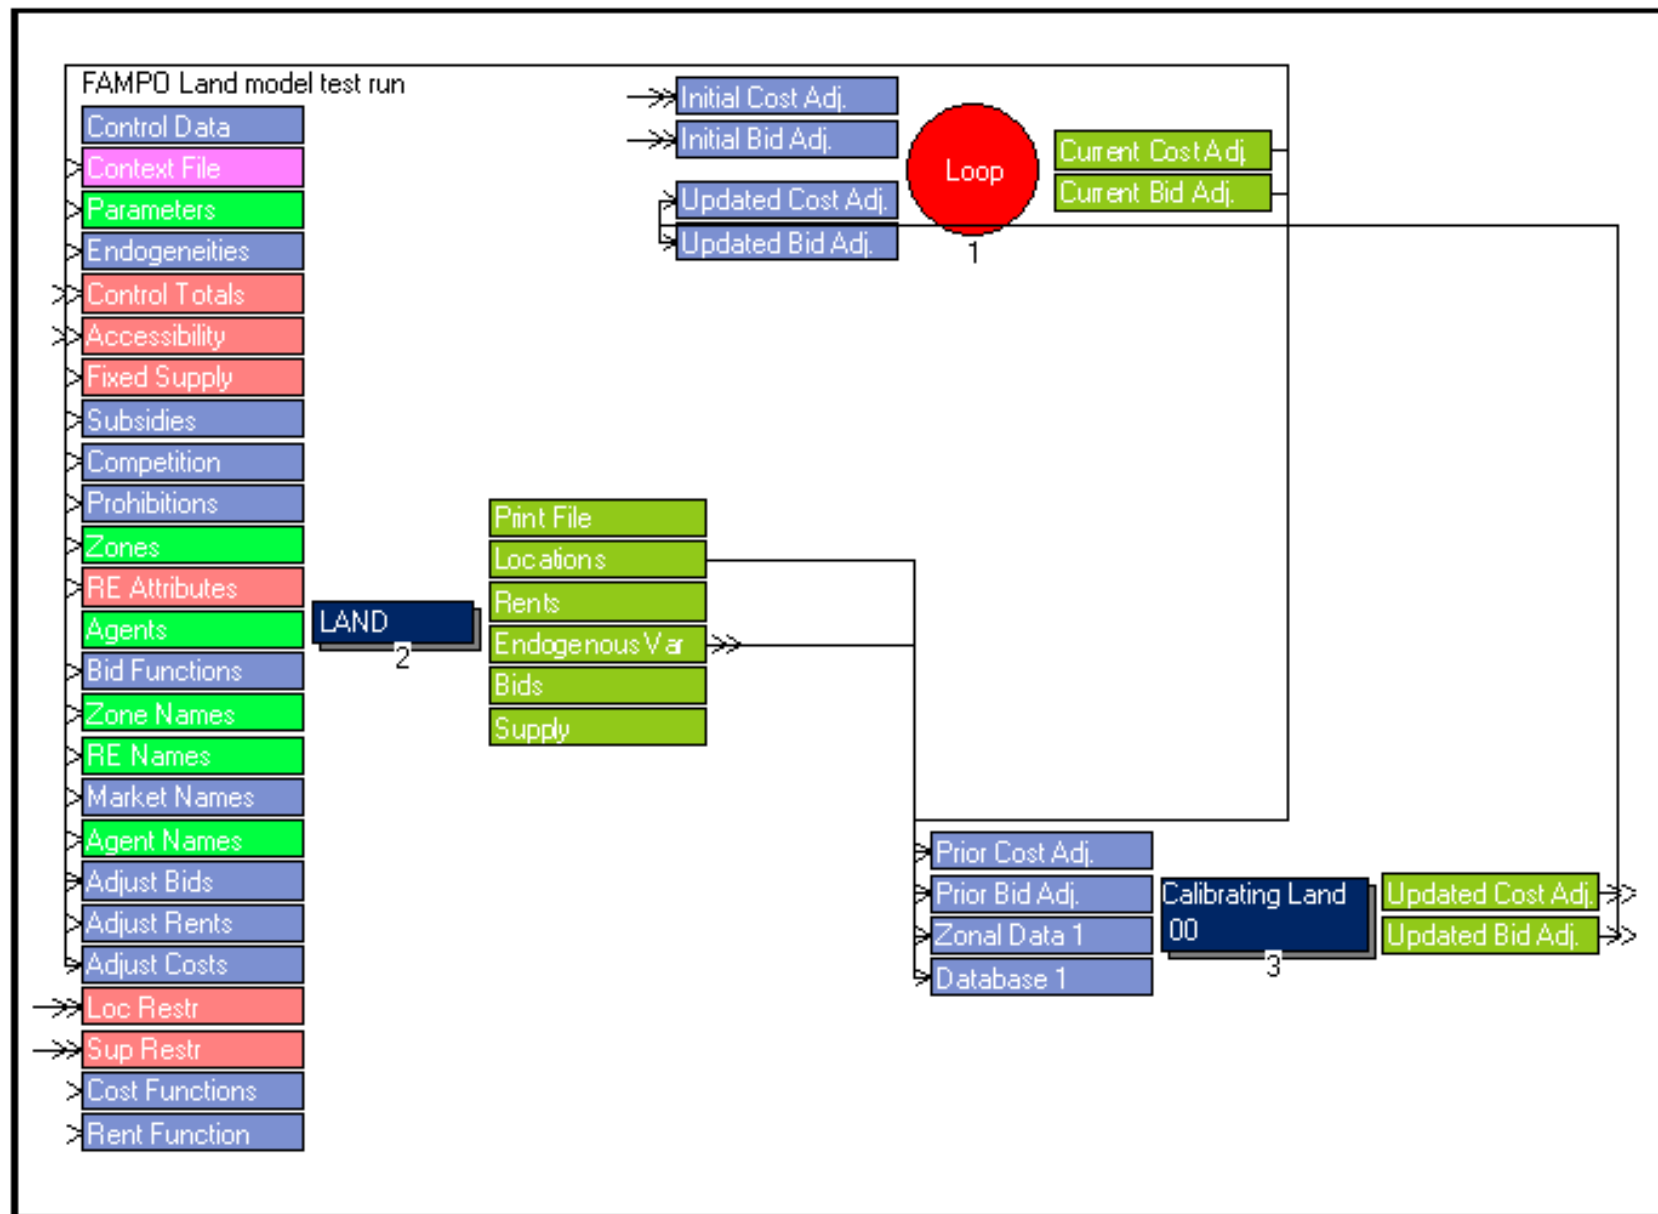 FAMPO Land model test run
Control Data
Context File
Parameters
Endogeneities
Control Totals
Accessibility
Fixed Supply
Subsidies
Competition
Prohibitions
Zones
RE Attributes
Agents
Bid Functions
Zone Names
RE Names
Market Names
Agent Names
Adjust Bids
Adjust Rents
Adjust Costs
Loc Restr
Sup Restr
Cost Functions
Rent Function
LAND
2
Print File
Locations
Rents
Endogenous Var
Bids
Supply
Initial Cost Adj.
Initial Bid Adj.
Updated Cost Adj.
Updated Bid Adj.
Loop
1
Current Cost Adj
Current Bid Adj.
Prior Cost Adj.
Prior Bid Adj.
Zonal Data 1
Database 1
Calibrating Land
00
3
Updated Cost Adj.
Updated Bid Adj.